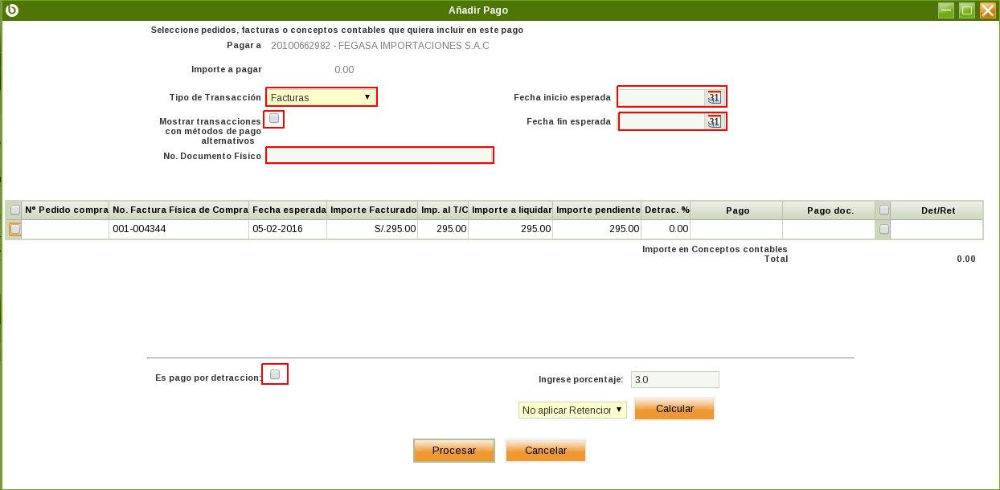 Añadir Pago
Seleccione pedidos, facturas o conceptos contables que quiera incluir en este pago
Pagar a 20100662982 - FEGASA IMPORTACIONES S.A.C
Importe a pagar 0.00
Tipo de Transacción Facturas Fecha inicio esperada 31
Mostrar transacciones
con métodos de pago
alternativos
Fecha fin esperada 31
No. Documento Físico
Nº Pedido compra No. Factura Física de Compra Fecha esperada Importe Facturado Imp. al T/C Importe a liquidar Importe pendiente Detrac. % Pago Pago doc. Det/Ret
001-004344 05-02-2016 S/.295.00 295.00 295.00 295.00 0.00
Importe en Conceptos contables
Total 0.00
Es pago por detraccion: Ingrese porcentaje: 3.0
No aplicar Retencior Calcular
Procesar Cancelar